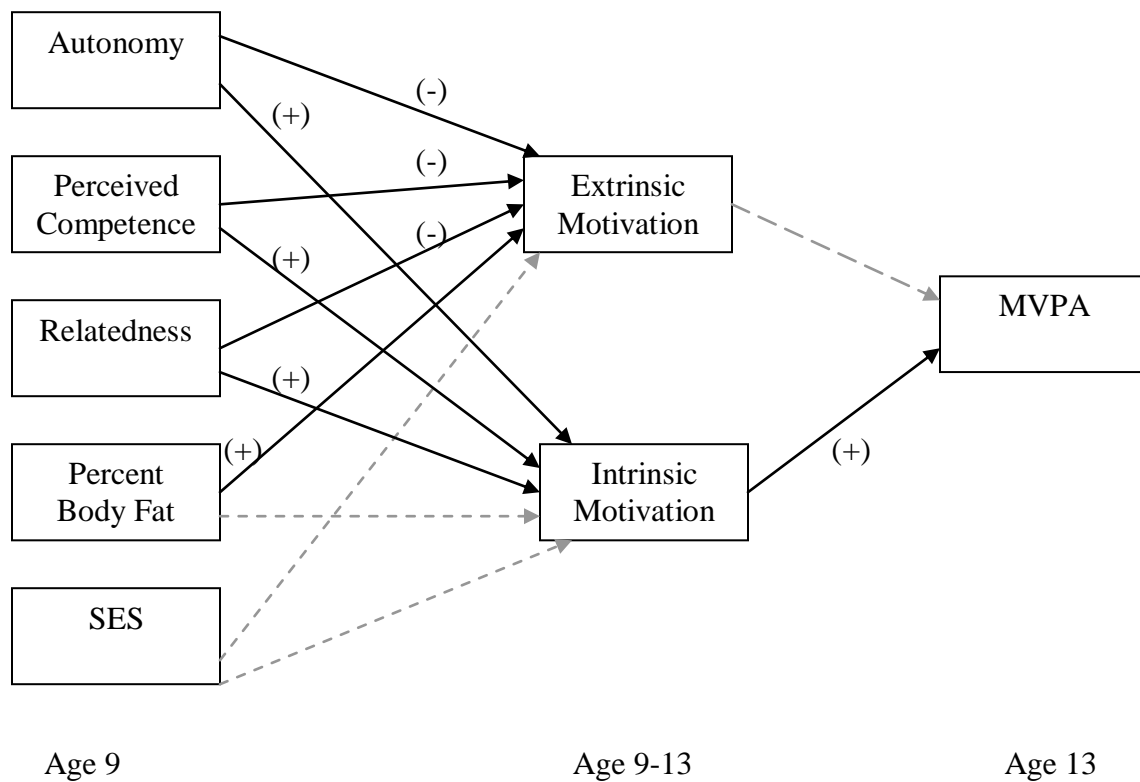 Autonomy
(-)
(+)
Perceived
Competence
(-)
(-)
(+)
Extrinsic
Motivation
Relatedness
(+)
MVPA
Percent
Body Fat
(+)
Intrinsic
Motivation
(+)
SES
Age 9
Age 9-13
Age 13